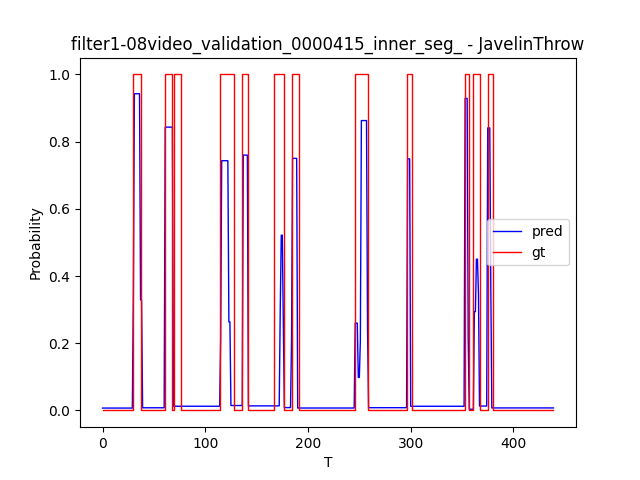 filter1-08video_validation_0000415_inner_seg_ - JavelinThrow
1.0
0.8
0.6
0.4
0.2
0.0
Probability
pred
gt
0 100 200 300 400
T